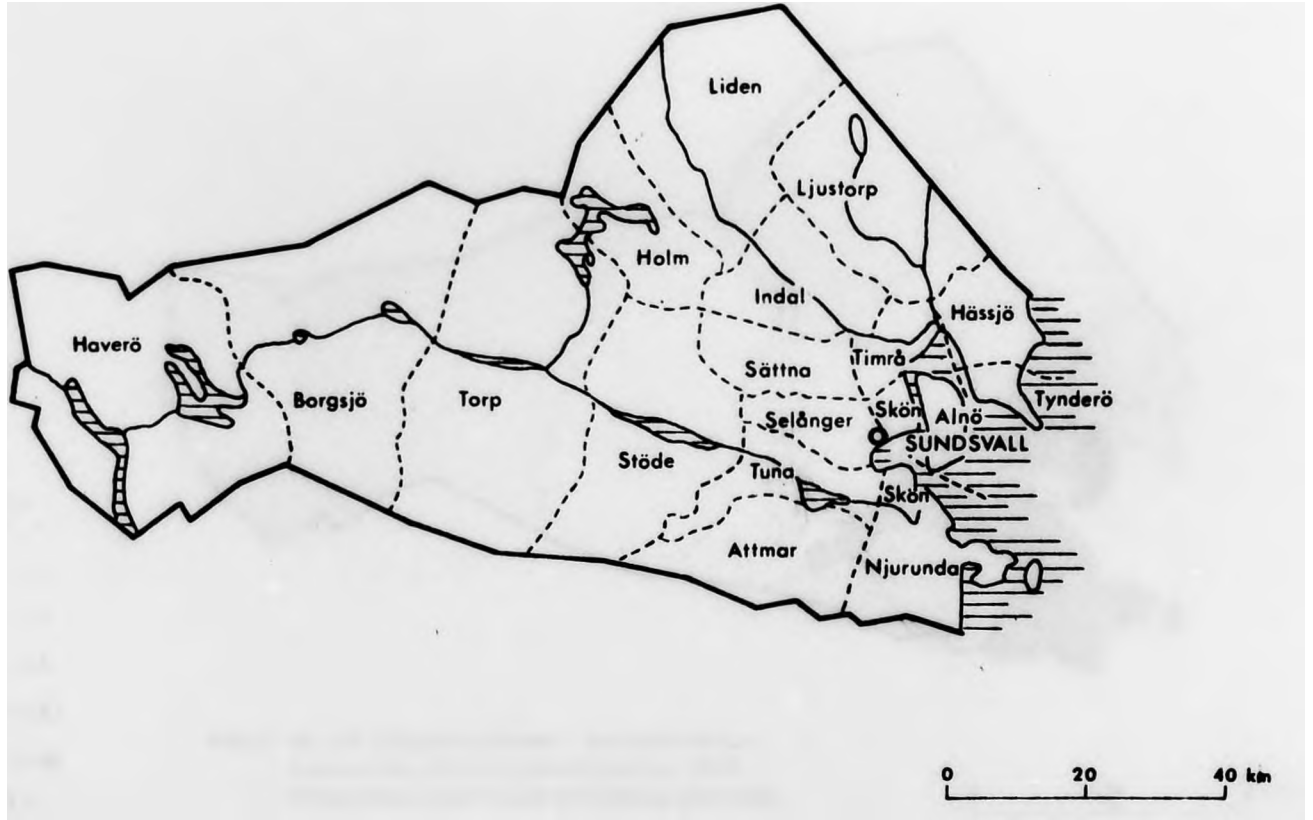 Liden
Ljustorp
Holm
Indal
Hässjö
Haverö
Timrå
Sättna
Borgsjö
Torp
Tynderö
Skön
Alnö
Selånger
SUNDSVALL
Stöde
Tuna
Skön
Attmar
Njurunda
0 20 40 km